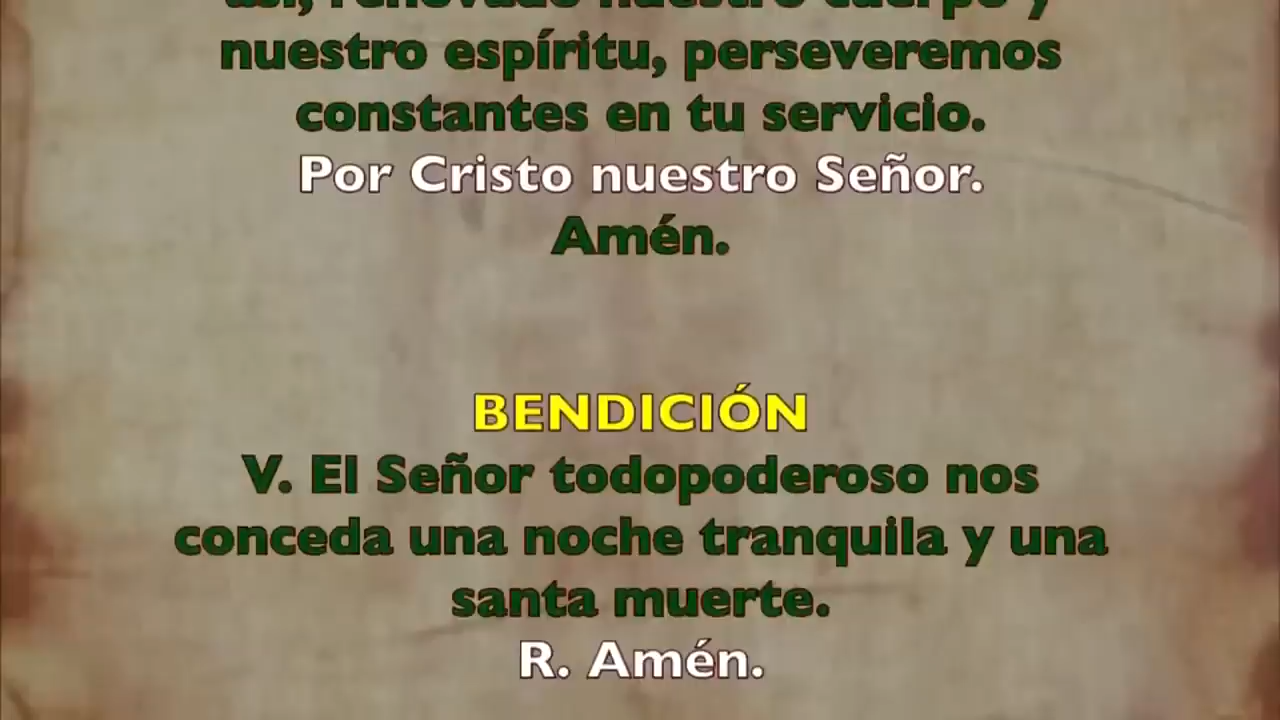 así, renovado nuestro cuerpo y
nuestro espíritu, perseveremos
constantes en tu servicio.
Por Cristo nuestro Señor.
Amén.
BENDICIÓN
V. El Señor todopoderoso nos
conceda una noche tranquila y una
santa muerte.
R. Amén.